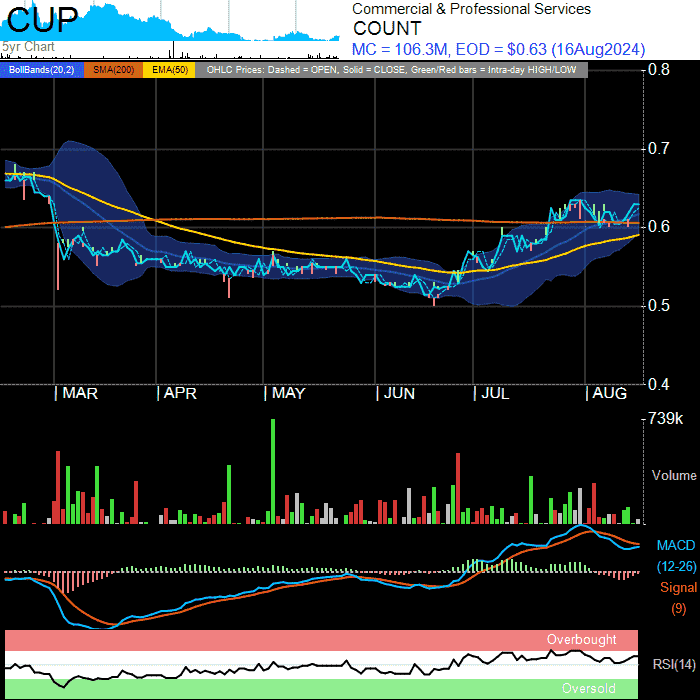 CUP
5yr Chart
Commercial & Professional Services
COUNT
MC = 106.3M, EOD = $0.63 (16Aug2024)
BollBands(20,2) SMA(200) EMA(50) OHLC Prices: Dashed = OPEN, Solid = CLOSE, Green/Red bars = Intra-day HIGH/LOW
0.8
0.7
0.6
0.5
0.4
MAR APR MAY JUN JUL AUG
739k
Volume
MACD
(12-26)
Signal
(9)
Overbought
RSI(14)
Oversold